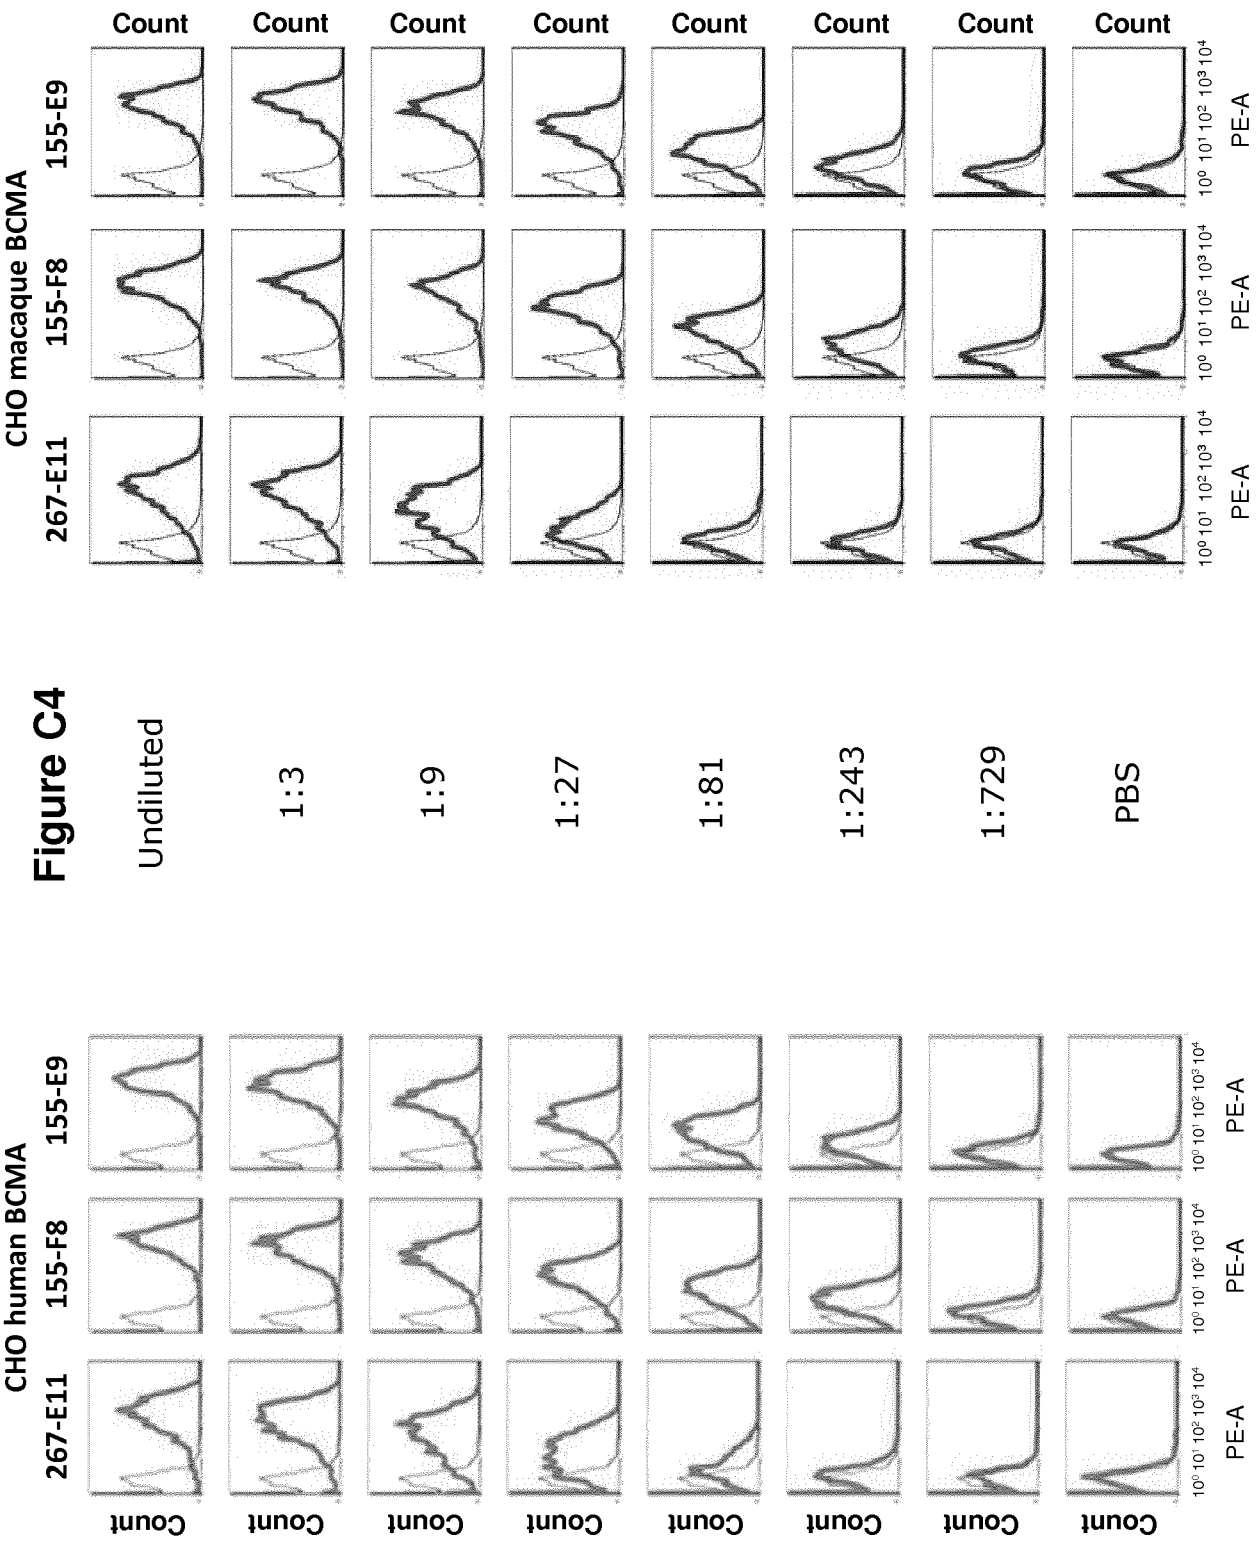 CHO human BCMA
CHO macaque BCMA
Figure C4
267-E11 155-F8 155-E9
267-E11 155-F8 155-E9
Count Undiluted Count
Count 1:3 Count
Count 1:9 Count
Count 1:27 Count
Count 1:81 Count
Count 1:243 Count
Count 1:729 Count
Count PBS Count
10⁰ 10¹ 10² 10³ 10⁴ 10⁰ 10¹ 10² 10³ 10⁴ 10⁰ 10¹ 10² 10³ 10⁴
10⁰ 10¹ 10² 10³ 10⁴ 10⁰ 10¹ 10² 10³ 10⁴ 10⁰ 10¹ 10² 10³ 10⁴
PE-A PE-A PE-A
PE-A PE-A PE-A